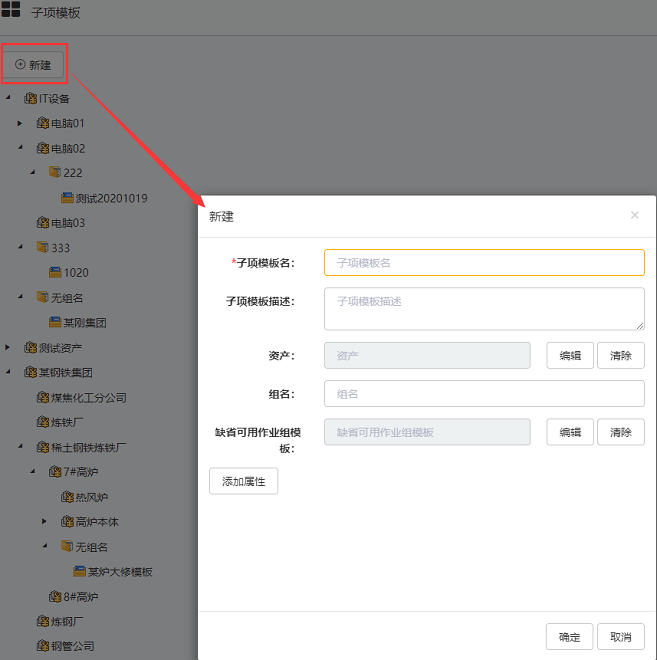 子项模板
新建
IT设备
电脑01
电脑02
222
测试20201019
电脑03
333
1020
无组名
某刚集团
测试资产
某钢铁集团
煤焦化工分公司
炼铁厂
稀土钢铁炼铁厂
7#高炉
热风炉
高炉本体
无组名
某炉大修模板
8#高炉
炼钢厂
钢管公司
新建
×
*子项模板名：
子项模板名
子项模板描述：
子项模板描述
资产：
资产
编辑
清除
组名：
组名
缺省可用作业组模
板：
缺省可用作业组模板
编辑
清除
添加属性
确定
取消